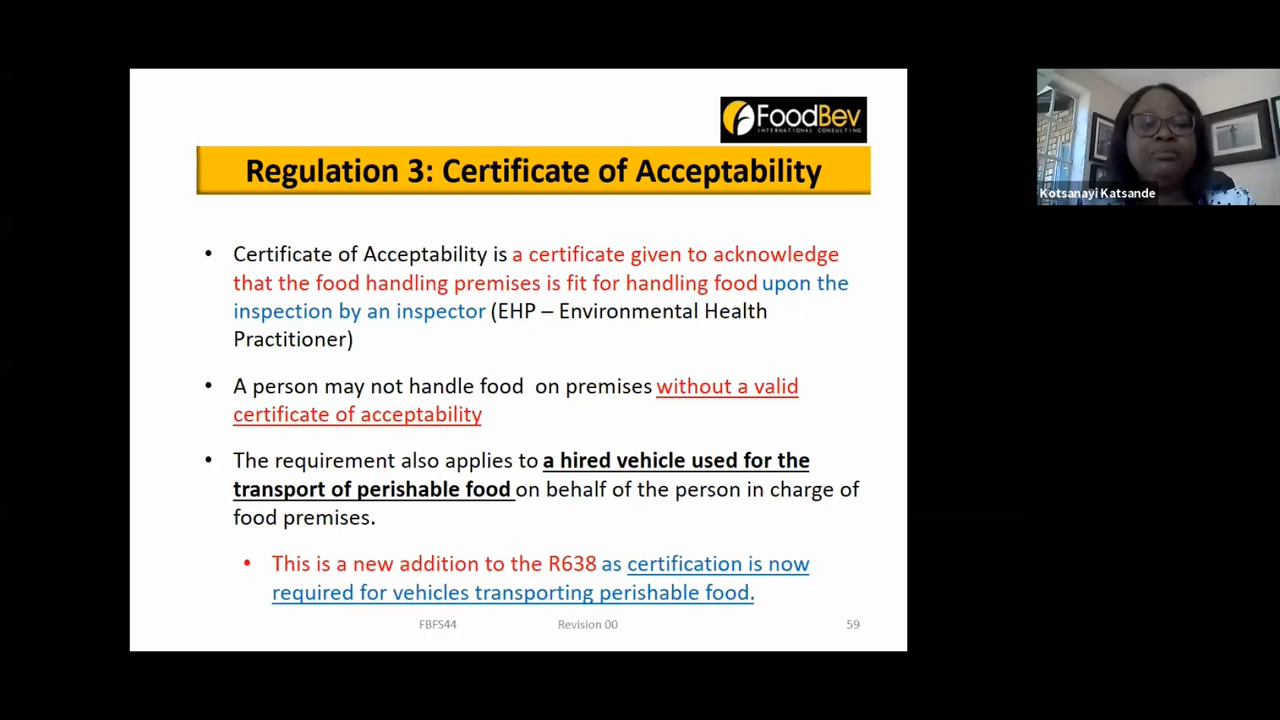 FoodBev
INTERNATIONAL CONSULTING
Regulation 3: Certificate of Acceptability
• Certificate of Acceptability is a certificate given to acknowledge
that the food handling premises is fit for handling food upon the
inspection by an inspector (EHP – Environmental Health
Practitioner)
• A person may not handle food on premises without a valid
certificate of acceptability
• The requirement also applies to a hired vehicle used for the
transport of perishable food on behalf of the person in charge of
food premises.
• This is a new addition to the R638 as certification is now
required for vehicles transporting perishable food.
FBFS44 Revision 00 59
Kotsanayi Katsande